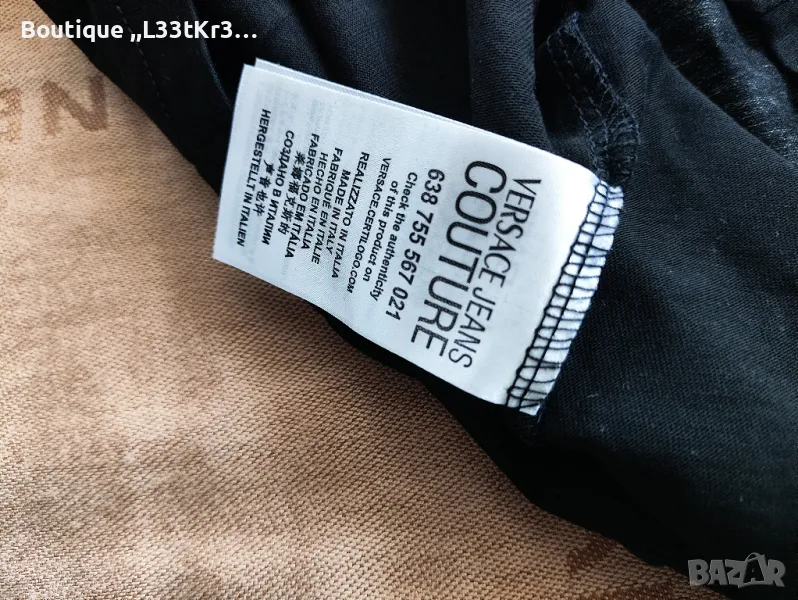 Boutique „L33tKr3...
VERSACE JEANS
COUTURE
638 755 567 021
Check the authenticity
of this product on
VERSACE.CERTILOGO.COM
REALIZZATO IN ITALIA
MADE IN ITALY
FABRIQUE EN ITALIE
HECHO EN ITALIA
FABRICADO EM ITALIA
СОЗДАНО В ИТАЛИИ
HERGESTELLT IN ITALIEN
BAZAR